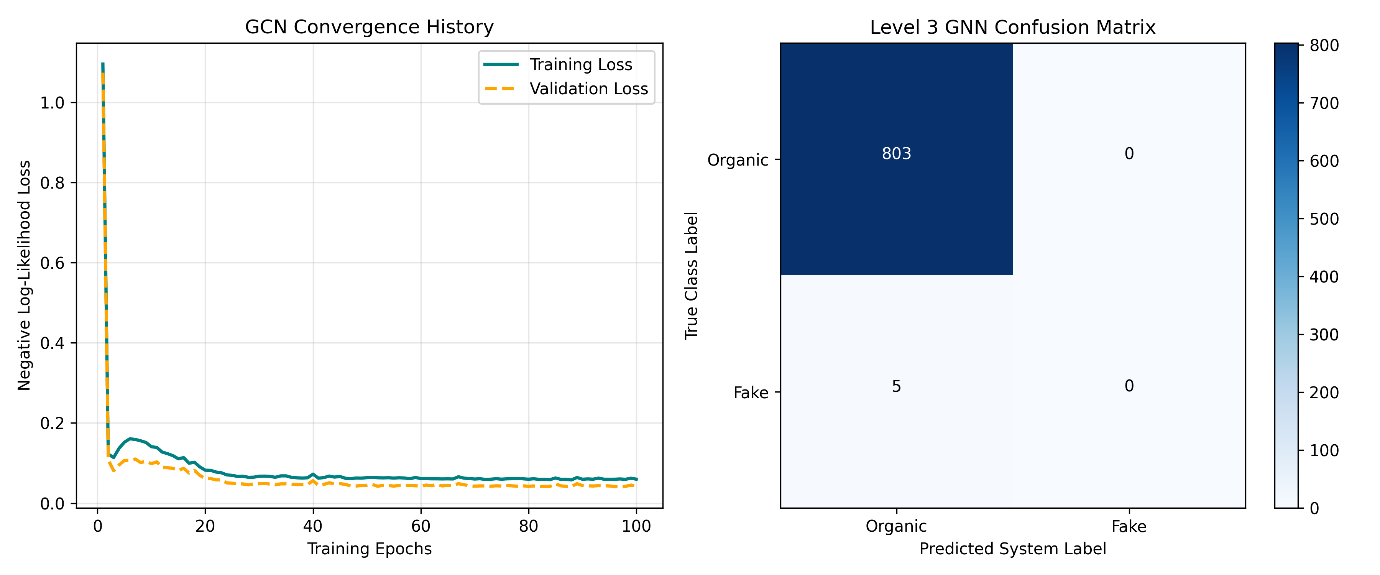 GCN Convergence History
Training Loss
Validation Loss
Negative Log-Likelihood Loss
1.0
0.8
0.6
0.4
0.2
0.0
0 20 40 60 80 100
Training Epochs
Level 3 GNN Confusion Matrix
True Class Label
Organic
803 0
Fake
5 0
Organic Fake
Predicted System Label
800
700
600
500
400
300
200
100
0